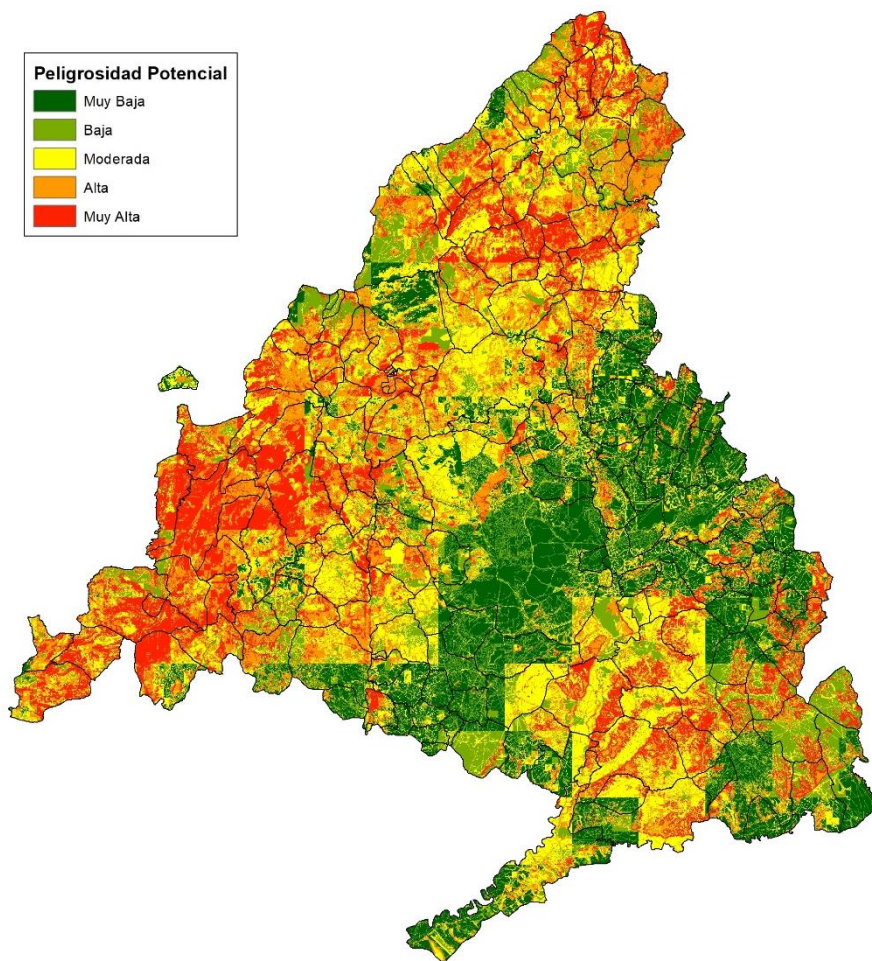 Peligrosidad Potencial
Muy Baja
Baja
Moderada
Alta
Muy Alta